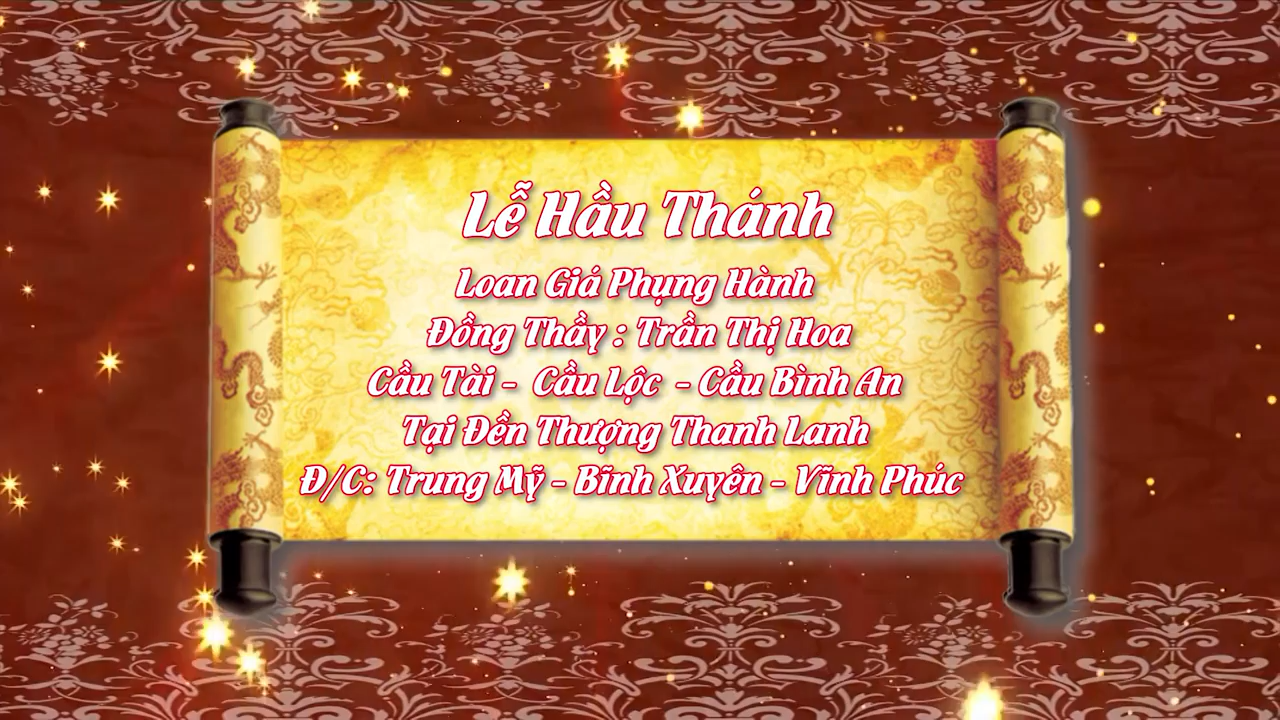 Lễ Hầu Thánh
Loan Giá Phụng Hành
Đồng Thầy : Trần Thị Hoa
Cầu Tài - Cầu Lộc - Cầu Bình An
Tại Đền Thượng Thanh Lanh
Đ/C: Trung Mỹ - Bĩnh Xuyên - Vĩnh Phúc